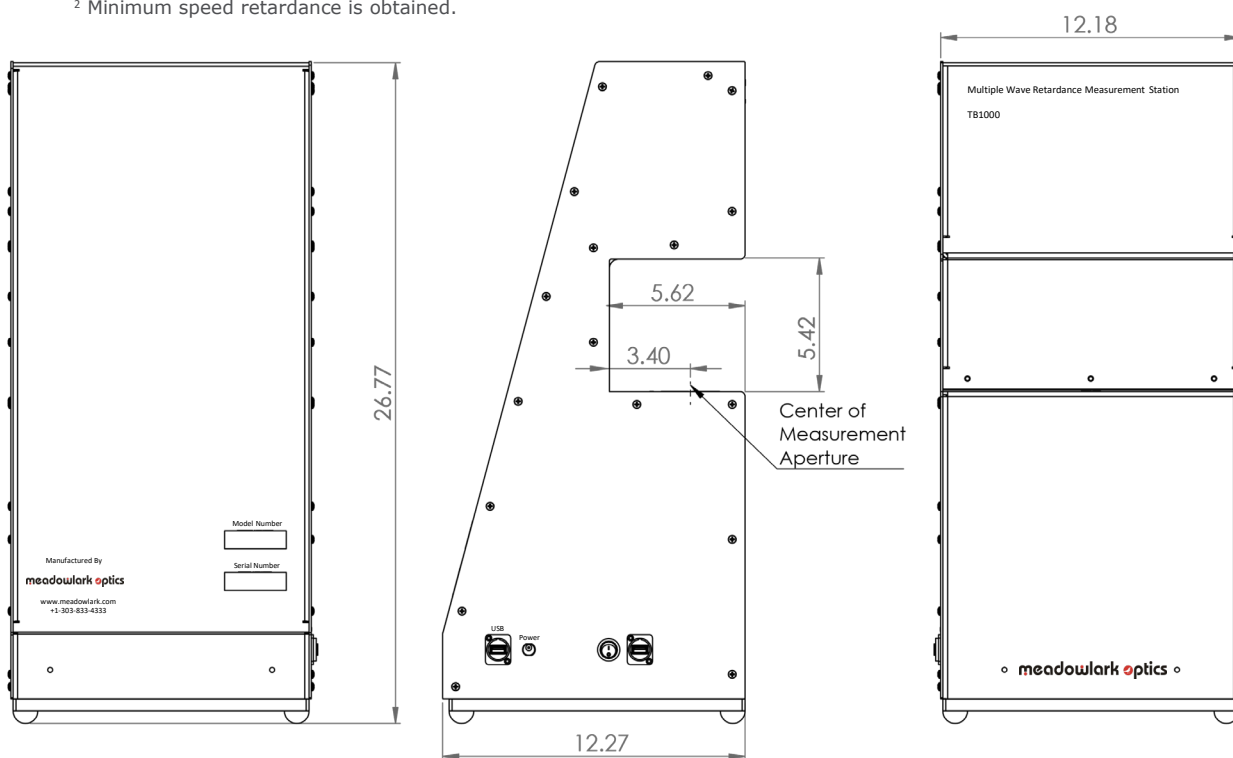 ² Minimum speed retardance is obtained.
12.18
Multiple Wave Retardance Measurement Station
TB1000
26.77
5.62
3.40
5.42
Center of
Measurement
Aperture
Model Number
Serial Number
Manufactured By
meadowlark optics
www.meadowlark.com
+1-303-833-4333
USB
Power
meadowlark optics
12.27